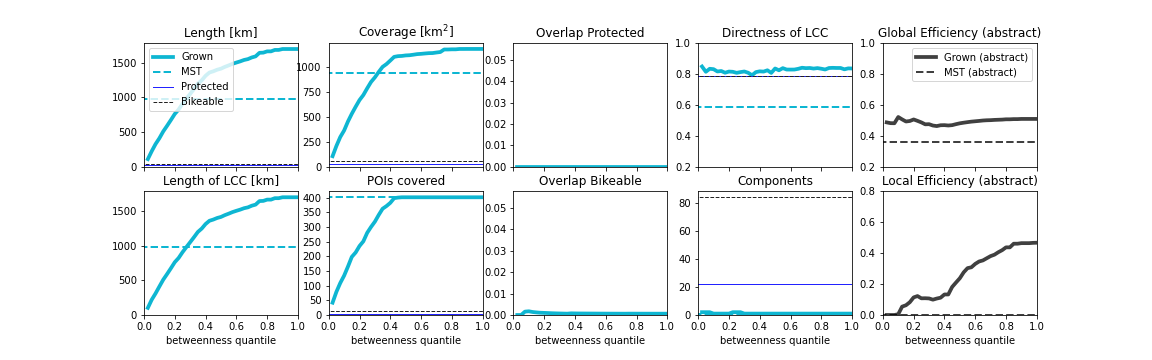 Length [km]
Coverage [km²]
Overlap Protected
Directness of LCC
Global Efficiency (abstract)
1500
1000
500
0
Grown
MST
Protected
Bikeable
1000
750
500
250
0
0.05
0.04
0.03
0.02
0.01
0.00
1.0
0.8
0.6
0.4
0.2
1.0
0.8
0.6
0.4
0.2
Grown (abstract)
MST (abstract)
Length of LCC [km]
POIs covered
Overlap Bikeable
Components
Local Efficiency (abstract)
1500
1000
500
0
400
350
300
250
200
150
100
50
0
0.05
0.04
0.03
0.02
0.01
0.00
80
60
40
20
0
0.8
0.6
0.4
0.2
0.0
0.0 0.2 0.4 0.6 0.8 1.0
0.0 0.2 0.4 0.6 0.8 1.0
0.0 0.2 0.4 0.6 0.8 1.0
0.0 0.2 0.4 0.6 0.8 1.0
0.0 0.2 0.4 0.6 0.8 1.0
betweenness quantile
betweenness quantile
betweenness quantile
betweenness quantile
betweenness quantile